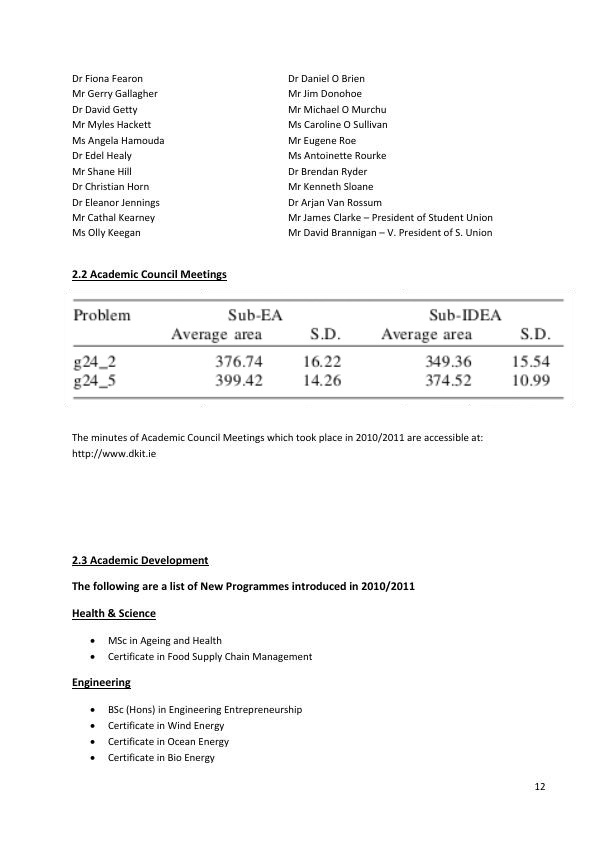 Dr Fiona Fearon Dr Daniel O Brien
Mr Gerry Gallagher Mr Jim Donohoe
Dr David Getty Mr Michael O Murchu
Mr Myles Hackett Ms Caroline O Sullivan
Ms Angela Hamouda Mr Eugene Roe
Dr Edel Healy Ms Antoinette Rourke
Mr Shane Hill Dr Brendan Ryder
Dr Christian Horn Mr Kenneth Sloane
Dr Eleanor Jennings Dr Arjan Van Rossum
Mr Cathal Kearney Mr James Clarke – President of Student Union
Ms Olly Keegan Mr David Brannigan – V. President of S. Union
2.2 Academic Council Meetings
Problem Sub-EA Sub-IDEA
Average area S.D. Average area S.D.
g24_2 376.74 16.22 349.36 15.54
g24_5 399.42 14.26 374.52 10.99
The minutes of Academic Council Meetings which took place in 2010/2011 are accessible at:
http://www.dkit.ie
2.3 Academic Development
The following are a list of New Programmes introduced in 2010/2011
Health & Science
• MSc in Ageing and Health
• Certificate in Food Supply Chain Management
Engineering
• BSc (Hons) in Engineering Entrepreneurship
• Certificate in Wind Energy
• Certificate in Ocean Energy
• Certificate in Bio Energy
12